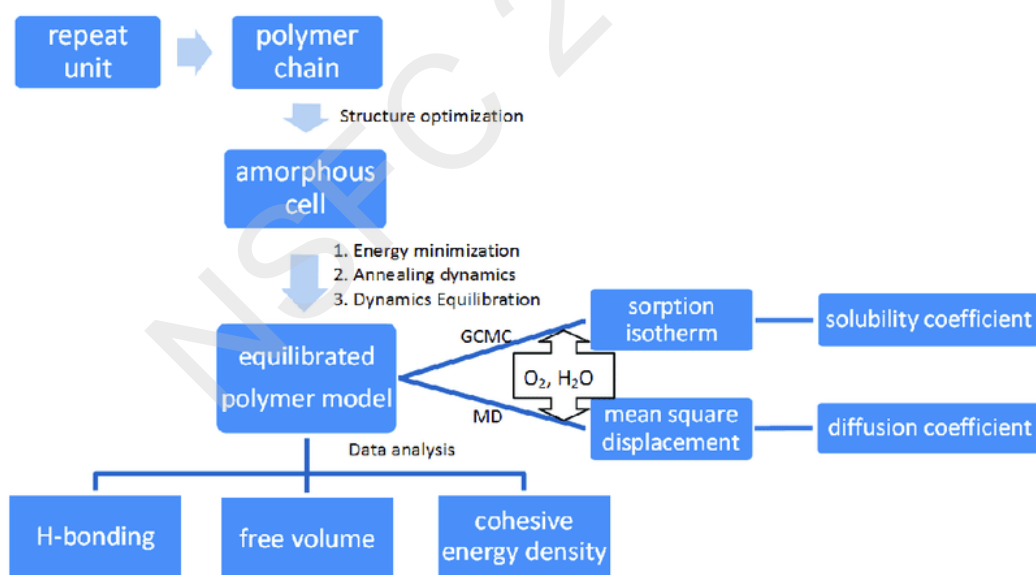 repeat
unit
polymer
chain
Structure optimization
amorphous
cell
1. Energy minimization
2. Annealing dynamics
3. Dynamics Equilibration
equilibrated
polymer model
GCMC
MD
O₂, H₂O
sorption
isotherm
solubility coefficient
mean square
displacement
diffusion coefficient
Data analysis
H-bonding
free volume
cohesive
energy density
NSFC 2